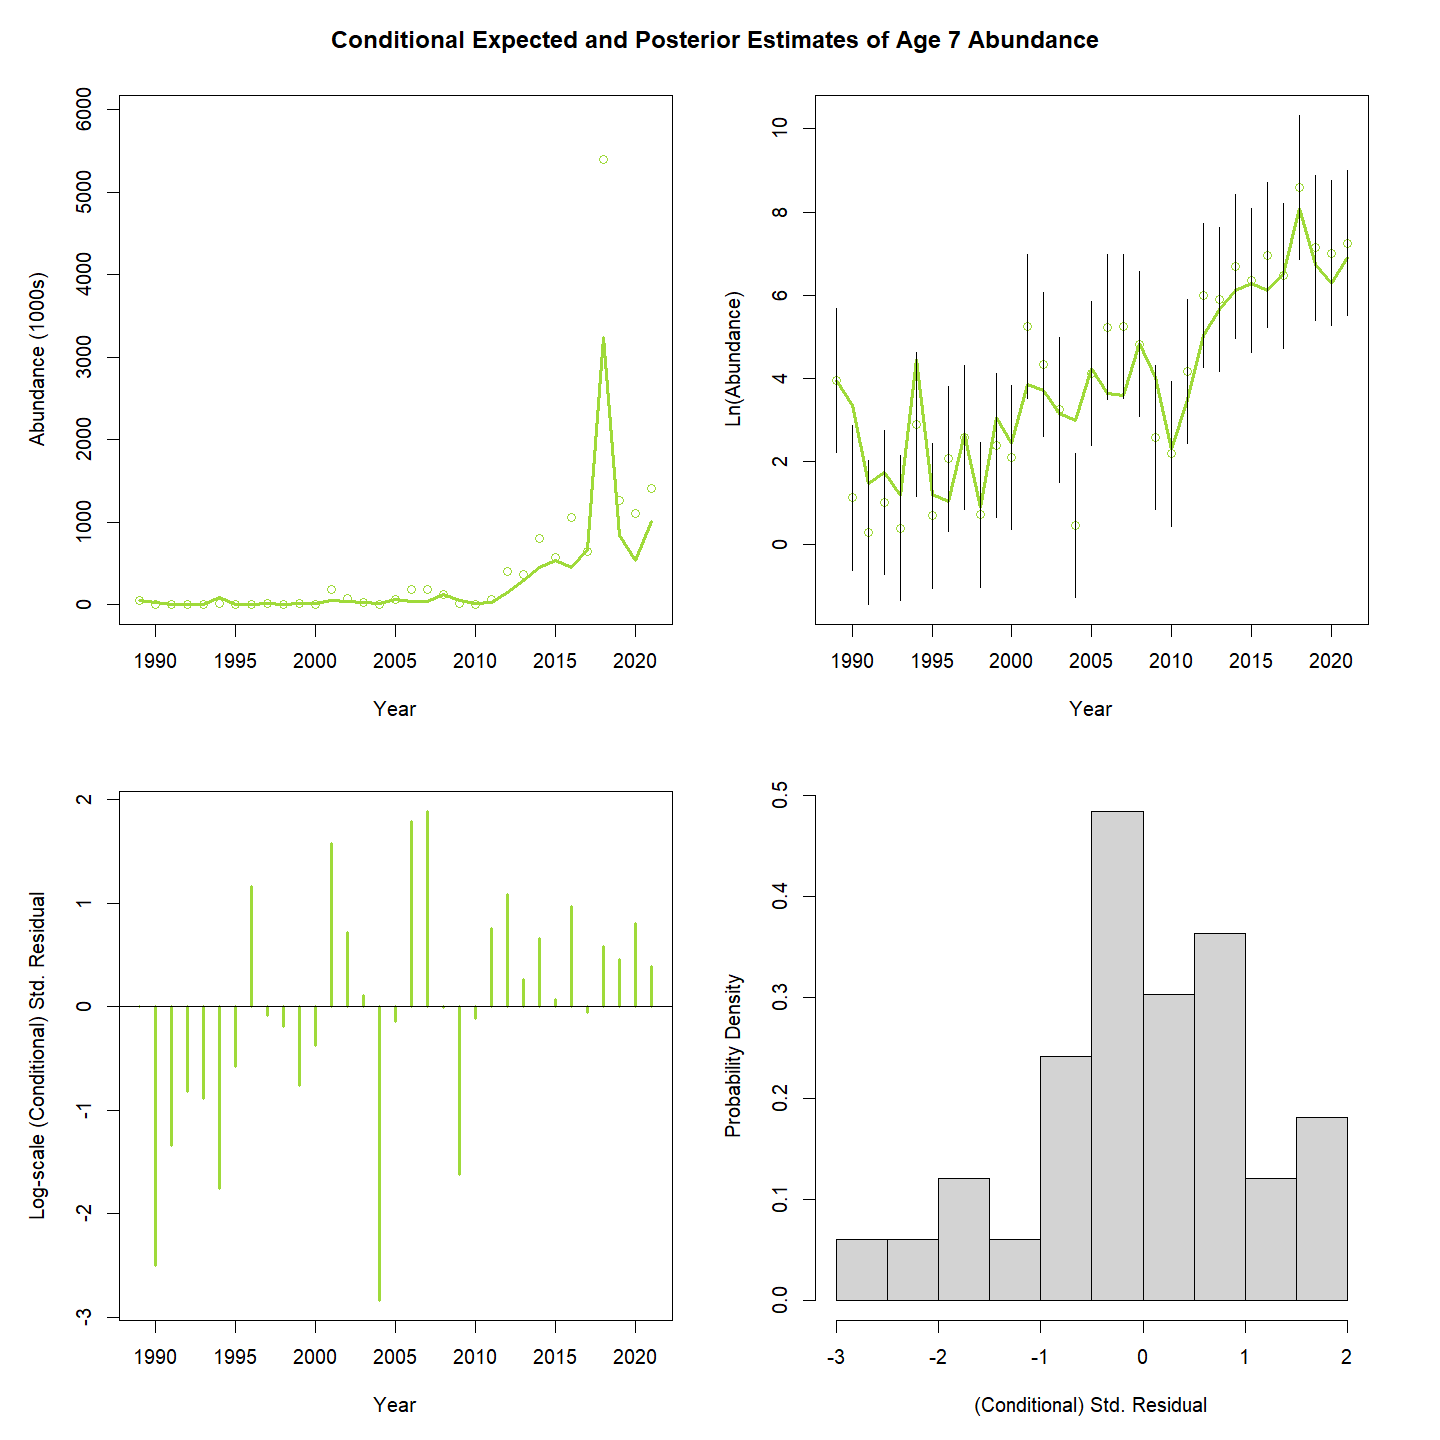 Conditional Expected and Posterior Estimates of Age 7 Abundance
Abundance (1000s)
6000
5000
4000
3000
2000
1000
0
1990 1995 2000 2005 2010 2015 2020
Year
Ln(Abundance)
10
8
6
4
2
0
1990 1995 2000 2005 2010 2015 2020
Year
Log-scale (Conditional) Std. Residual
2
1
0
-1
-2
-3
1990 1995 2000 2005 2010 2015 2020
Year
Probability Density
0.5
0.4
0.3
0.2
0.1
0.0
-3 -2 -1 0 1 2
(Conditional) Std. Residual